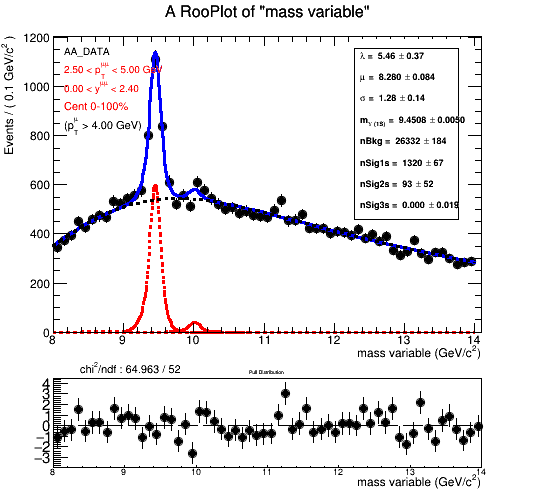 A RooPlot of "mass variable"
Events / ( 0.1 GeV/c² )
1200
1000
800
600
400
200
0
AA_DATA
2.50 < p_T^μμ < 5.00 GeV
0.00 < y^μμ < 2.40
Cent 0-100%
(p_T^μ > 4.00 GeV)
λ = 5.46 ± 0.37
μ = 8.280 ± 0.084
σ = 1.28 ± 0.14
m_Υ(1S) = 9.4508 ± 0.0050
nBkg = 26332 ± 184
nSig1s = 1320 ± 67
nSig2s = 93 ± 52
nSig3s = 0.000 ± 0.019
8 9 10 11 12 13 14
mass variable (GeV/c²)
chi²/ndf : 64.963 / 52
Pull Distribution
4
3
2
1
0
−1
−2
−3
8 9 10 11 12 13 14
mass variable (GeV/c²)